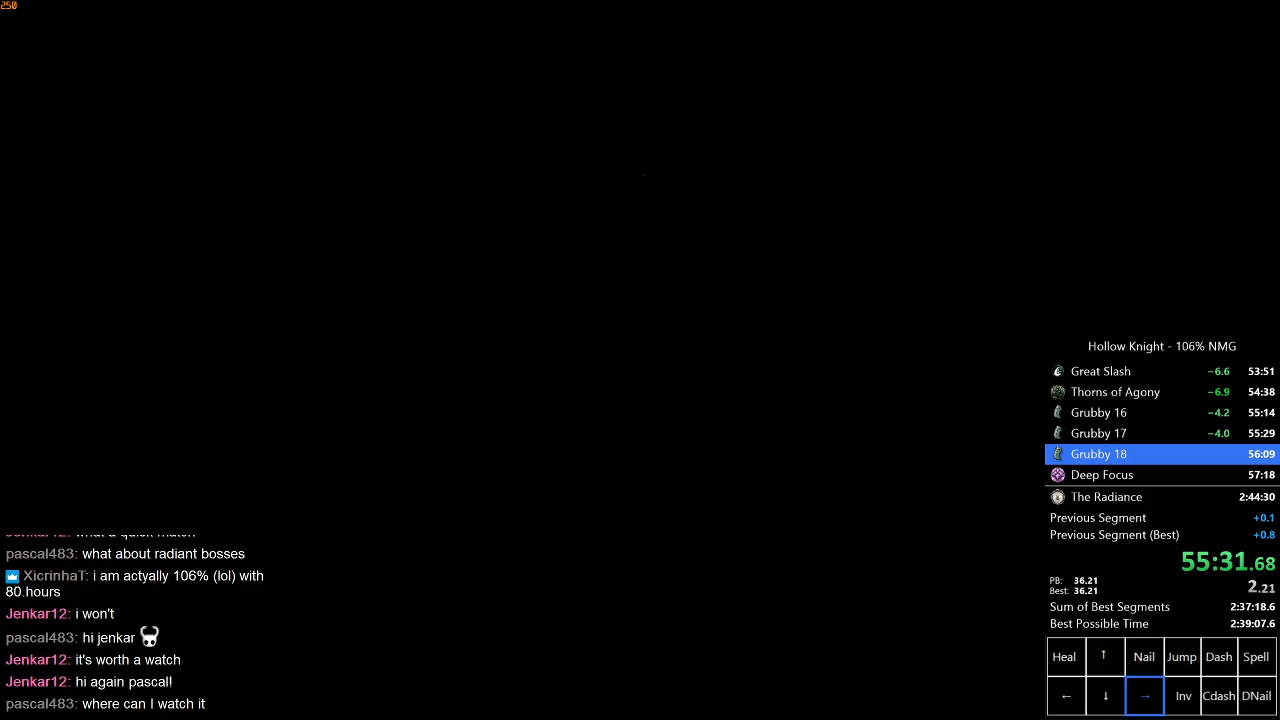 250
Hollow Knight - 106% NMG
Great Slash −6.6 53:51
Thorns of Agony −6.9 54:38
Grubby 16 −4.2 55:14
Grubby 17 −4.0 55:29
Grubby 18 56:09
Deep Focus 57:18
The Radiance 2:44:30
Previous Segment +0.1
Previous Segment (Best) +0.8
55:31.68
PB: 36.21
Best: 36.21
2.21
Sum of Best Segments 2:37:18.6
Best Possible Time 2:39:07.6
Heal ↑ Nail Jump Dash Spell
← ↓ → Inv Cdash DNail
pascal483: what about radiant bosses
XicrinhaT: i am actyally 106% (lol) with
80.hours
Jenkar12: i won't
pascal483: hi jenkar
Jenkar12: it's worth a watch
Jenkar12: hi again pascal!
pascal483: where can I watch it